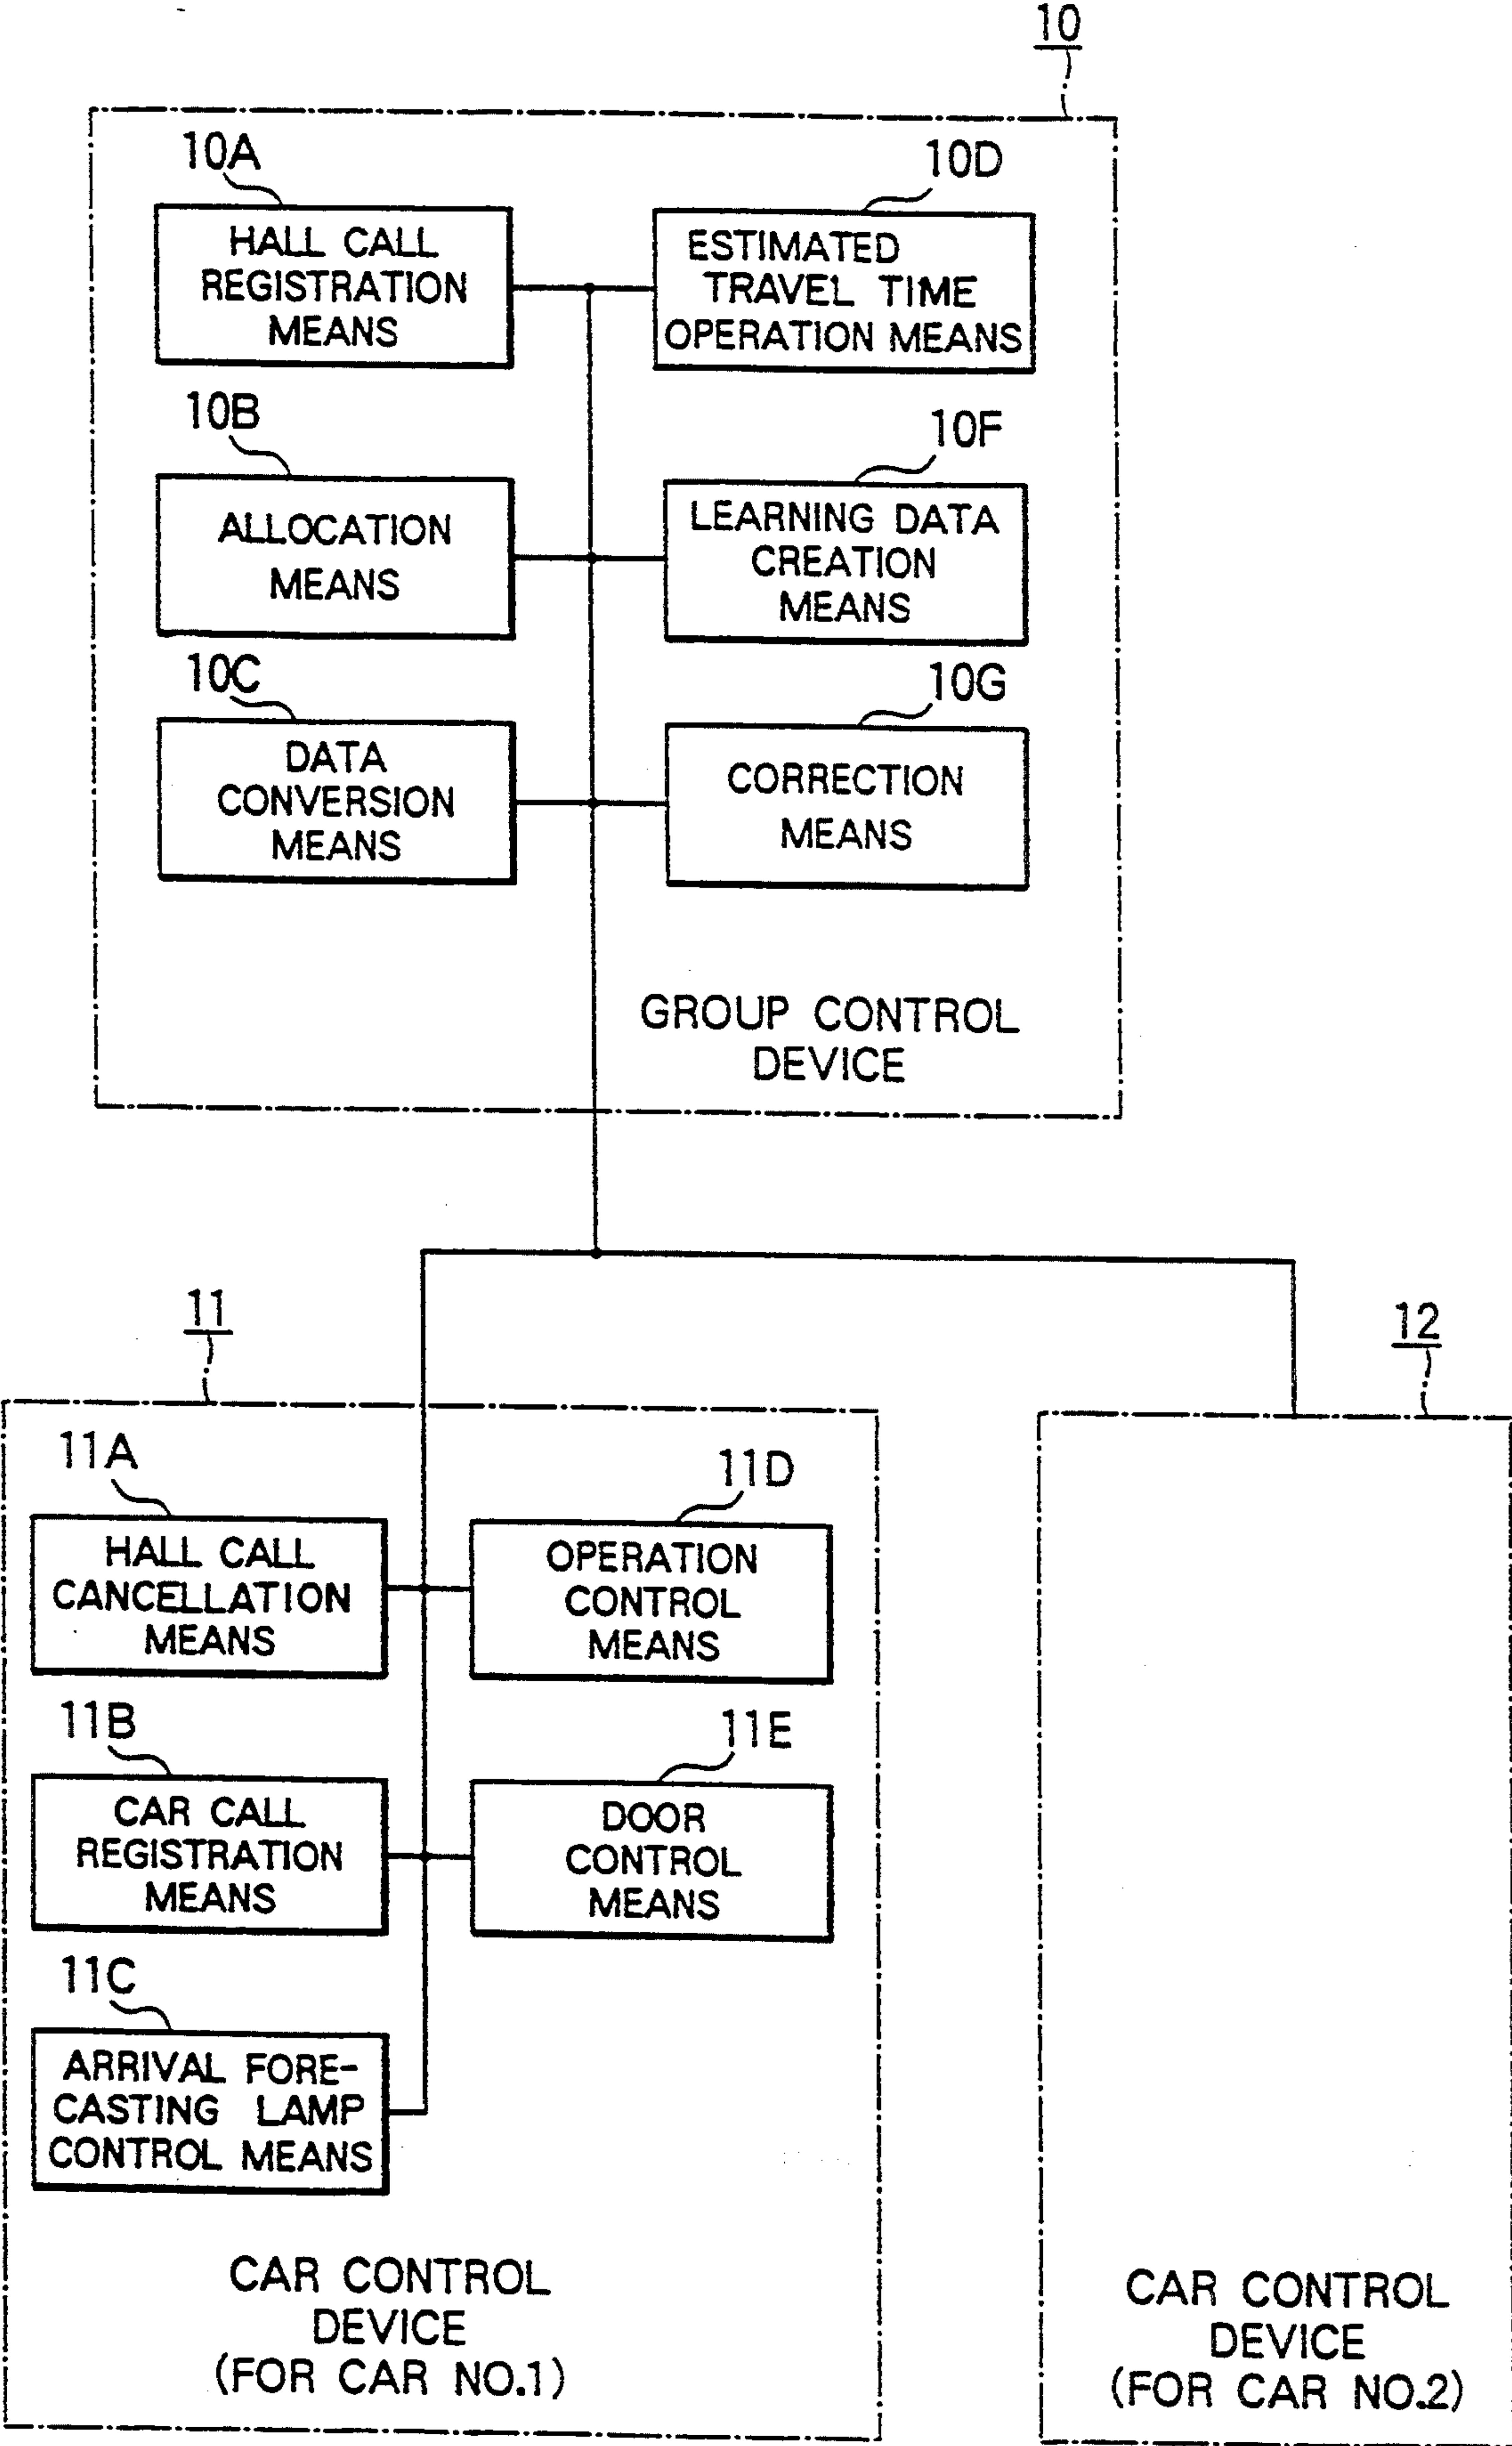 10
10A
HALL CALL
REGISTRATION
MEANS
10D
ESTIMATED
TRAVEL TIME
OPERATION MEANS
10B
ALLOCATION
MEANS
10F
LEARNING DATA
CREATION
MEANS
10C
DATA
CONVERSION
MEANS
10G
CORRECTION
MEANS
GROUP CONTROL
DEVICE
11
11A
HALL CALL
CANCELLATION
MEANS
11D
OPERATION
CONTROL
MEANS
11B
CAR CALL
REGISTRATION
MEANS
11E
DOOR
CONTROL
MEANS
11C
ARRIVAL FORE-
CASTING LAMP
CONTROL MEANS
CAR CONTROL
DEVICE
(FOR CAR NO.1)
12
CAR CONTROL
DEVICE
(FOR CAR NO.2)